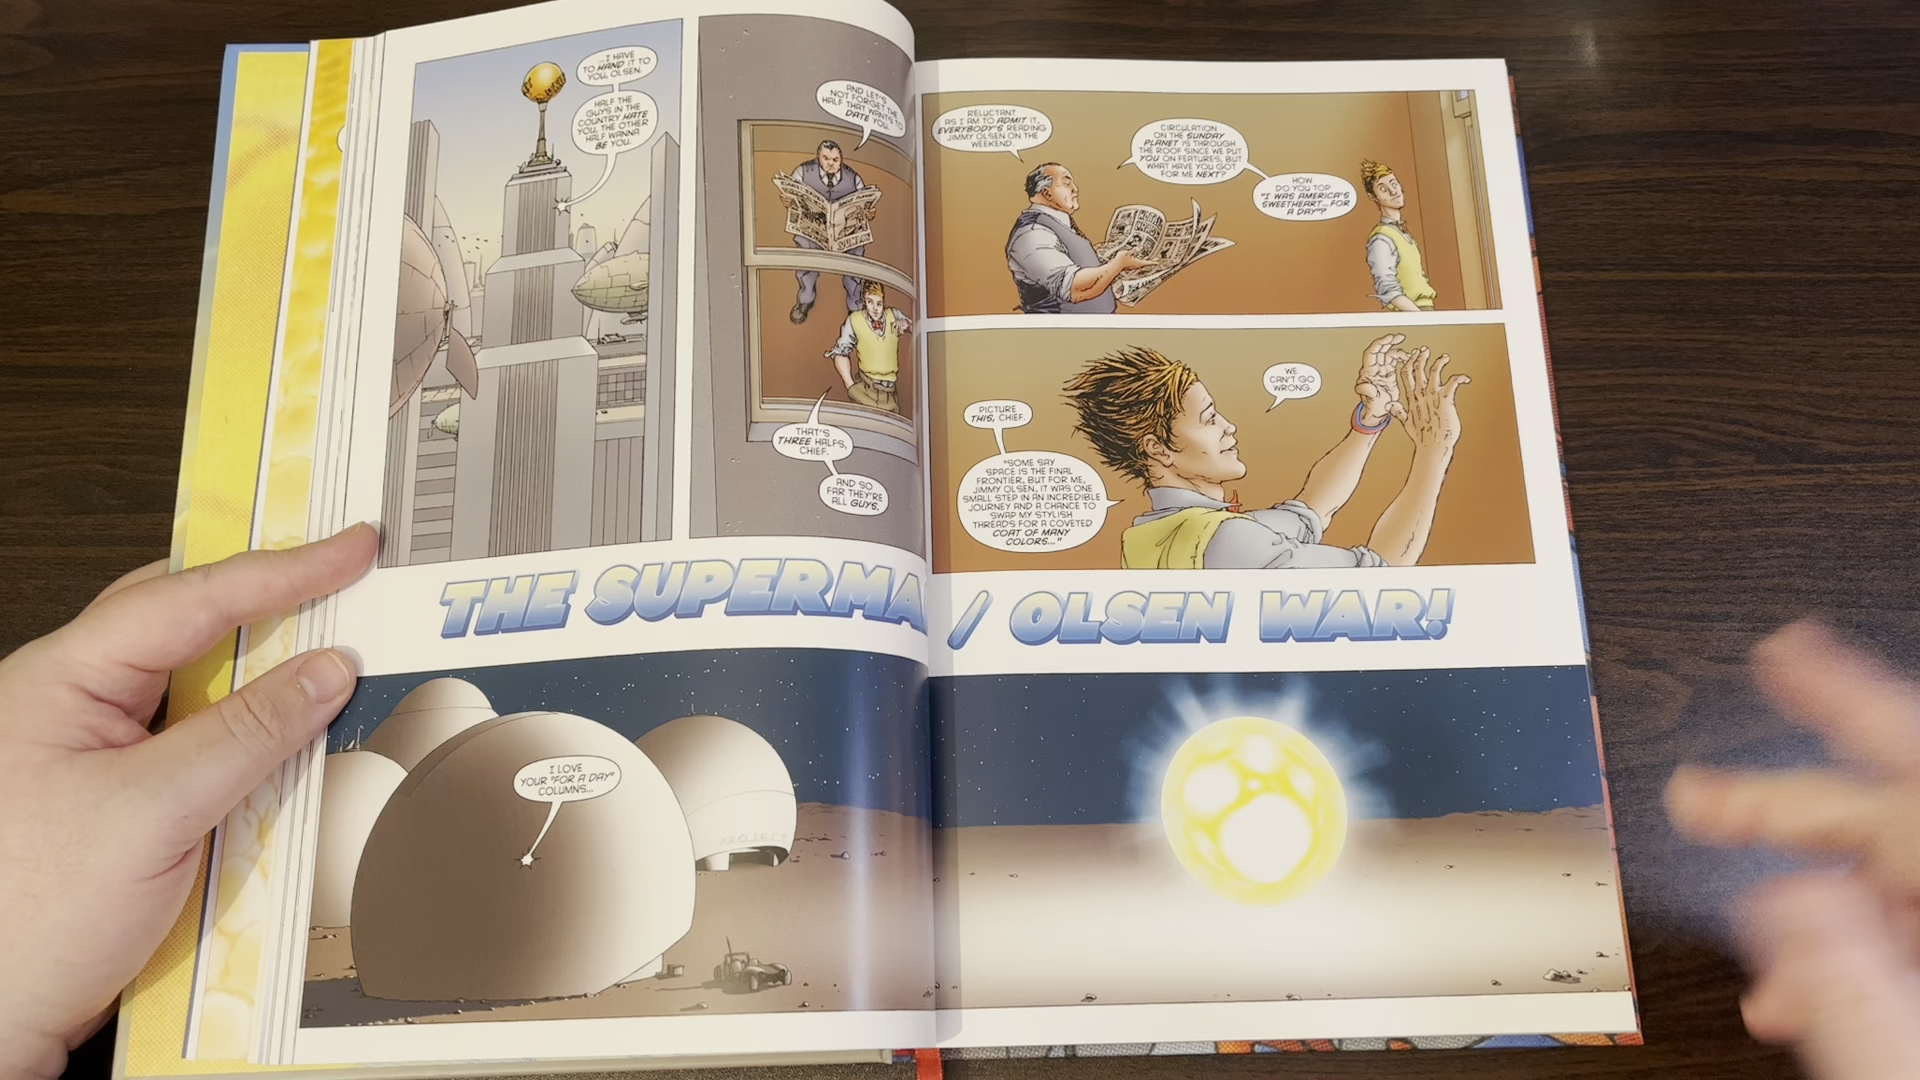 ...I HAVE
TO HAND IT TO
YOU, OLSEN.
HALF THE
GUYS IN THE
COUNTRY HATE
YOU, THE OTHER
HALF WANNA
BE YOU.
AND LET'S
NOT FORGET THE
HALF THAT WANTS TO
DATE YOU.
THAT'S
THREE HALFS,
CHIEF.
AND SO
FAR THEY'RE
ALL GUYS.
RELUCTANT
AS I AM TO ADMIT IT,
EVERYBODY'S READING
JIMMY OLSEN ON THE
WEEKEND.
CIRCULATION
ON THE SUNDAY
PLANET IS THROUGH
THE ROOF SINCE WE PUT
YOU ON FEATURES, BUT
WHAT HAVE YOU GOT
FOR ME NEXT?
HOW
DO YOU TOP
"I WAS AMERICA'S
SWEETHEART...FOR
A DAY"?
PICTURE
THIS, CHIEF.
"SOME SAY
SPACE IS THE FINAL
FRONTIER, BUT FOR ME,
JIMMY OLSEN, IT WAS ONE
SMALL STEP IN AN INCREDIBLE
JOURNEY AND A CHANCE TO
SWAP MY STYLISH
THREADS FOR A COVETED
COAT OF MANY
COLORS..."
WE
CAN'T GO
WRONG.
THE SUPERMA / OLSEN WAR!
I LOVE
YOUR "FOR A DAY"
COLUMNS...
PROJECT